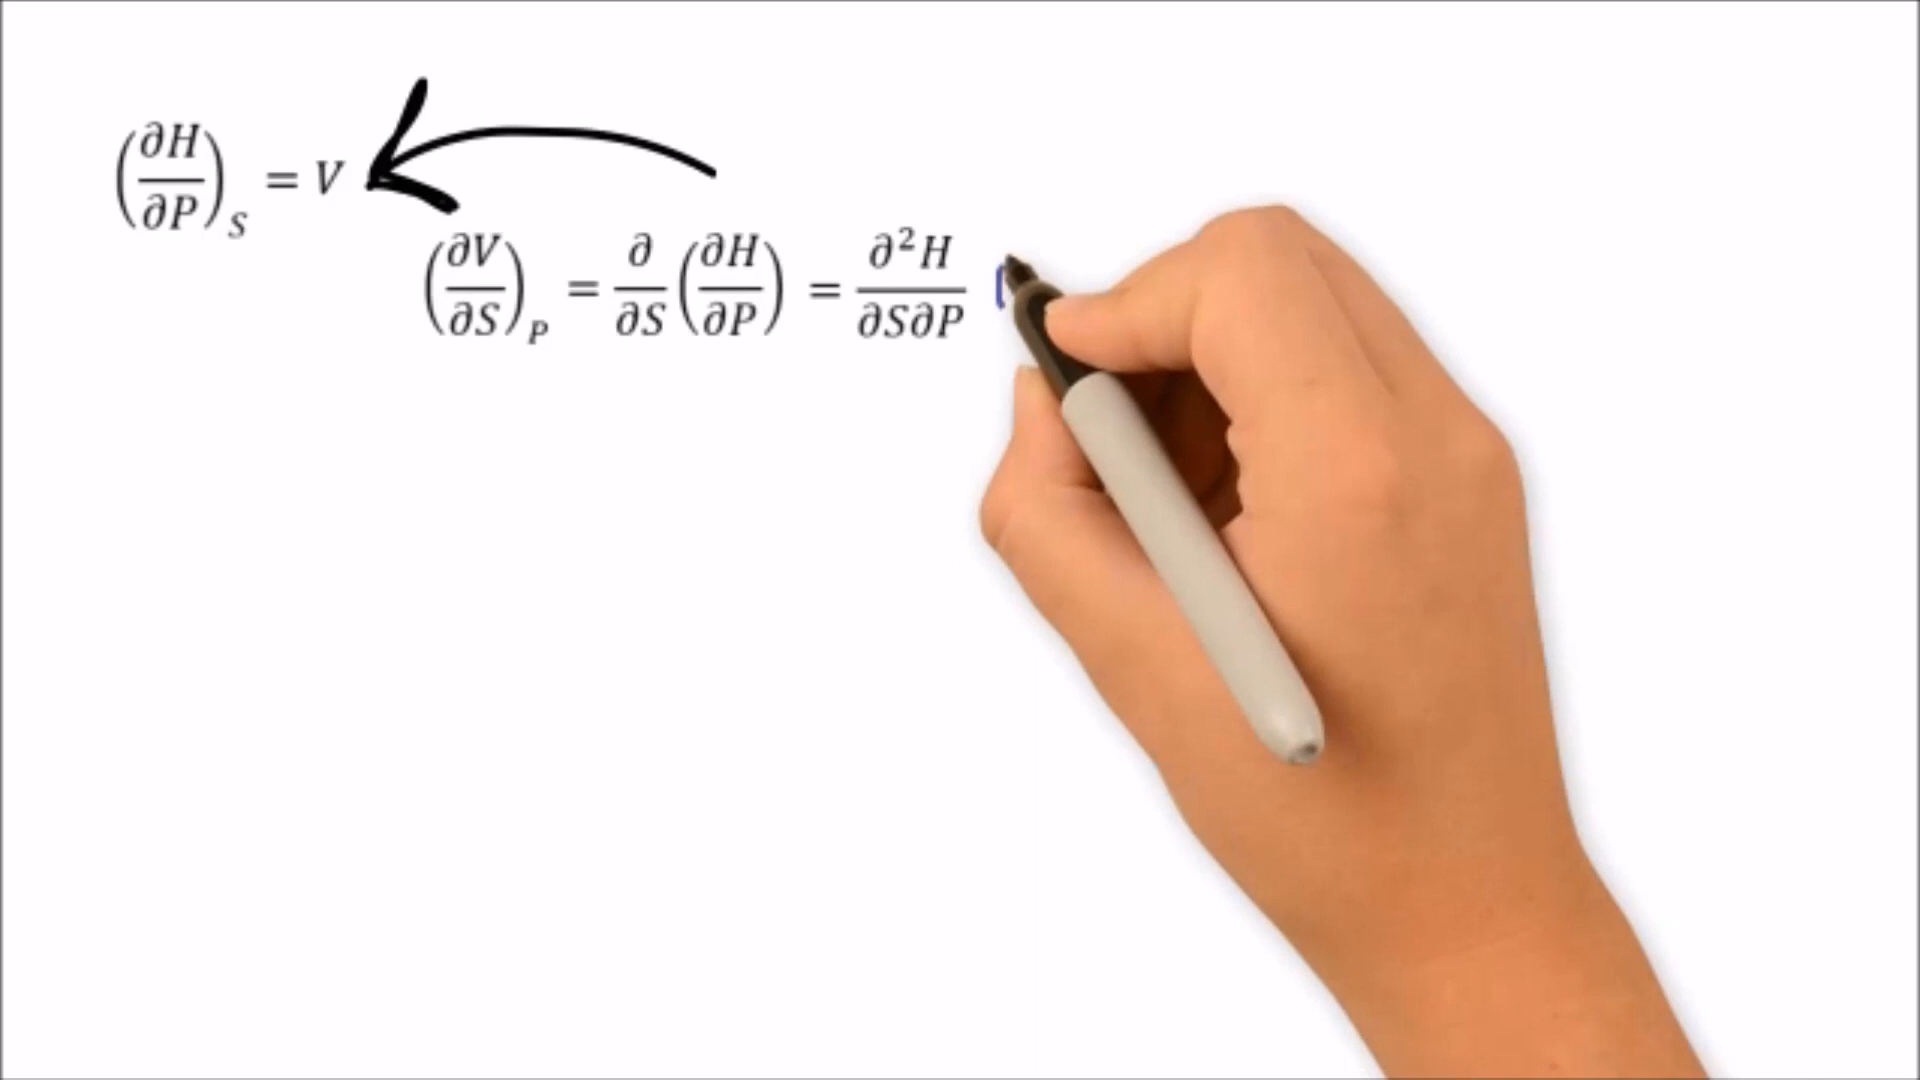 (∂H/∂P)_S = V
(∂V/∂S)_P = ∂/∂S (∂H/∂P) = ∂²H/∂S∂P